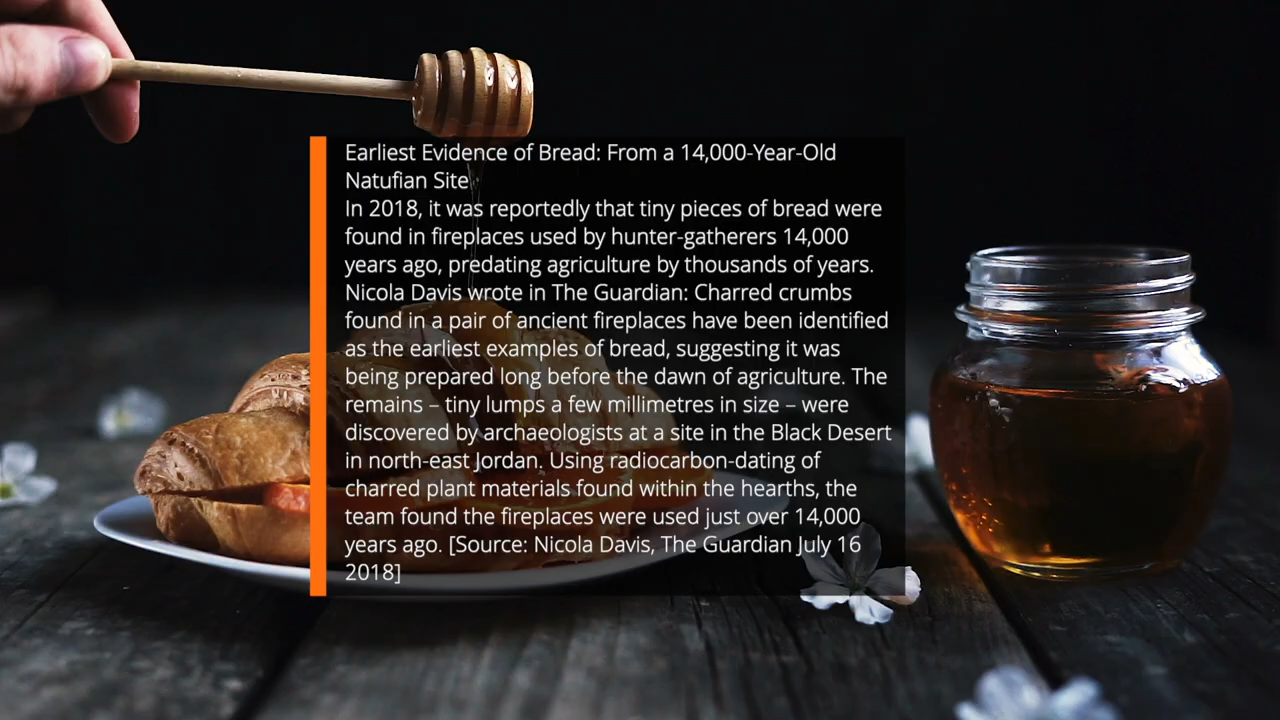 Earliest Evidence of Bread: From a 14,000-Year-Old
Natufian Site
In 2018, it was reportedly that tiny pieces of bread were
found in fireplaces used by hunter-gatherers 14,000
years ago, predating agriculture by thousands of years.
Nicola Davis wrote in The Guardian: Charred crumbs
found in a pair of ancient fireplaces have been identified
as the earliest examples of bread, suggesting it was
being prepared long before the dawn of agriculture. The
remains – tiny lumps a few millimetres in size – were
discovered by archaeologists at a site in the Black Desert
in north-east Jordan. Using radiocarbon-dating of
charred plant materials found within the hearths, the
team found the fireplaces were used just over 14,000
years ago. [Source: Nicola Davis, The Guardian July 16
2018]